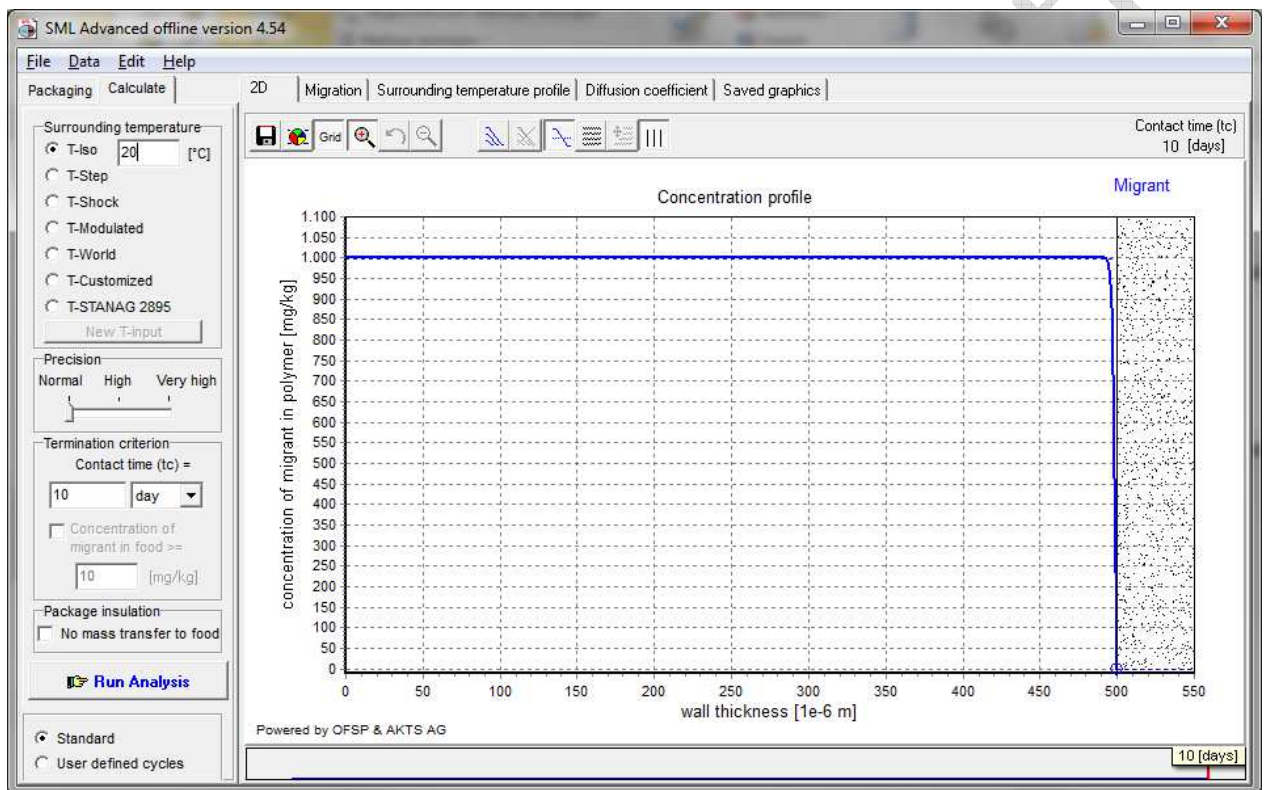 SML Advanced offline version 4.54
File Data Edit Help
Packaging Calculate
2D Migration Surrounding temperature profile Diffusion coefficient Saved graphics
Surrounding temperature
T-Iso 20 [°C]
T-Step
T-Shock
T-Modulated
T-World
T-Customized
T-STANAG 2895
New T-input
Precision
Normal High Very high
Termination criterion
Contact time (tc) =
10 day
Concentration of
migrant in food >=
10 [mg/kg]
Package insulation
No mass transfer to food
Run Analysis
Standard
User defined cycles
Grid
Contact time (tc)
10 [days]
Migrant
Concentration profile
concentration of migrant in polymer [mg/kg]
1.100
1.050
1.000
950
900
850
800
750
700
650
600
550
500
450
400
350
300
250
200
150
100
50
0
0 50 100 150 200 250 300 350 400 450 500 550
wall thickness [1e-6 m]
Powered by OFSP & AKTS AG
10 [days]